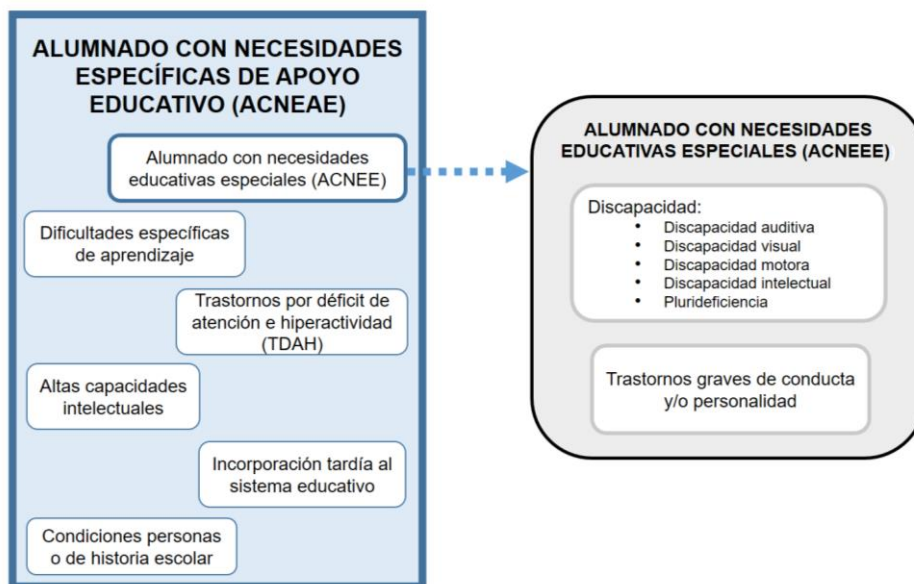 ALUMNADO CON NECESIDADES
ESPECÍFICAS DE APOYO
EDUCATIVO (ACNEAE)
Alumnado con necesidades
educativas especiales (ACNEE)
Dificultades específicas
de aprendizaje
Trastornos por déficit de
atención e hiperactividad
(TDAH)
Altas capacidades
intelectuales
Incorporación tardía al
sistema educativo
Condiciones personas
o de historia escolar
ALUMNADO CON NECESIDADES
EDUCATIVAS ESPECIALES (ACNEEE)
Discapacidad:
• Discapacidad auditiva
• Discapacidad visual
• Discapacidad motora
• Discapacidad intelectual
• Plurideficiencia
Trastornos graves de conducta
y/o personalidad